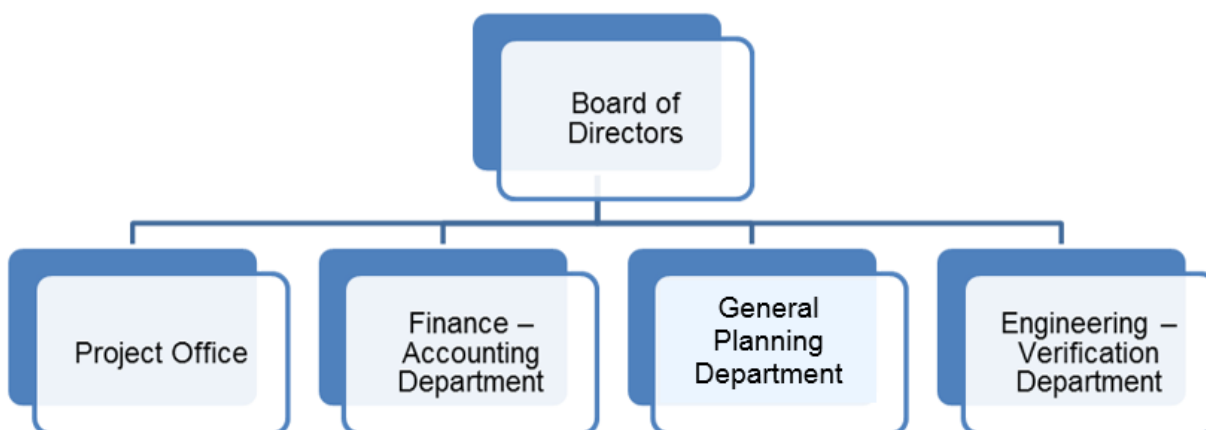 Board of
Directors
Project Office
Finance –
Accounting
Department
General
Planning
Department
Engineering –
Verification
Department